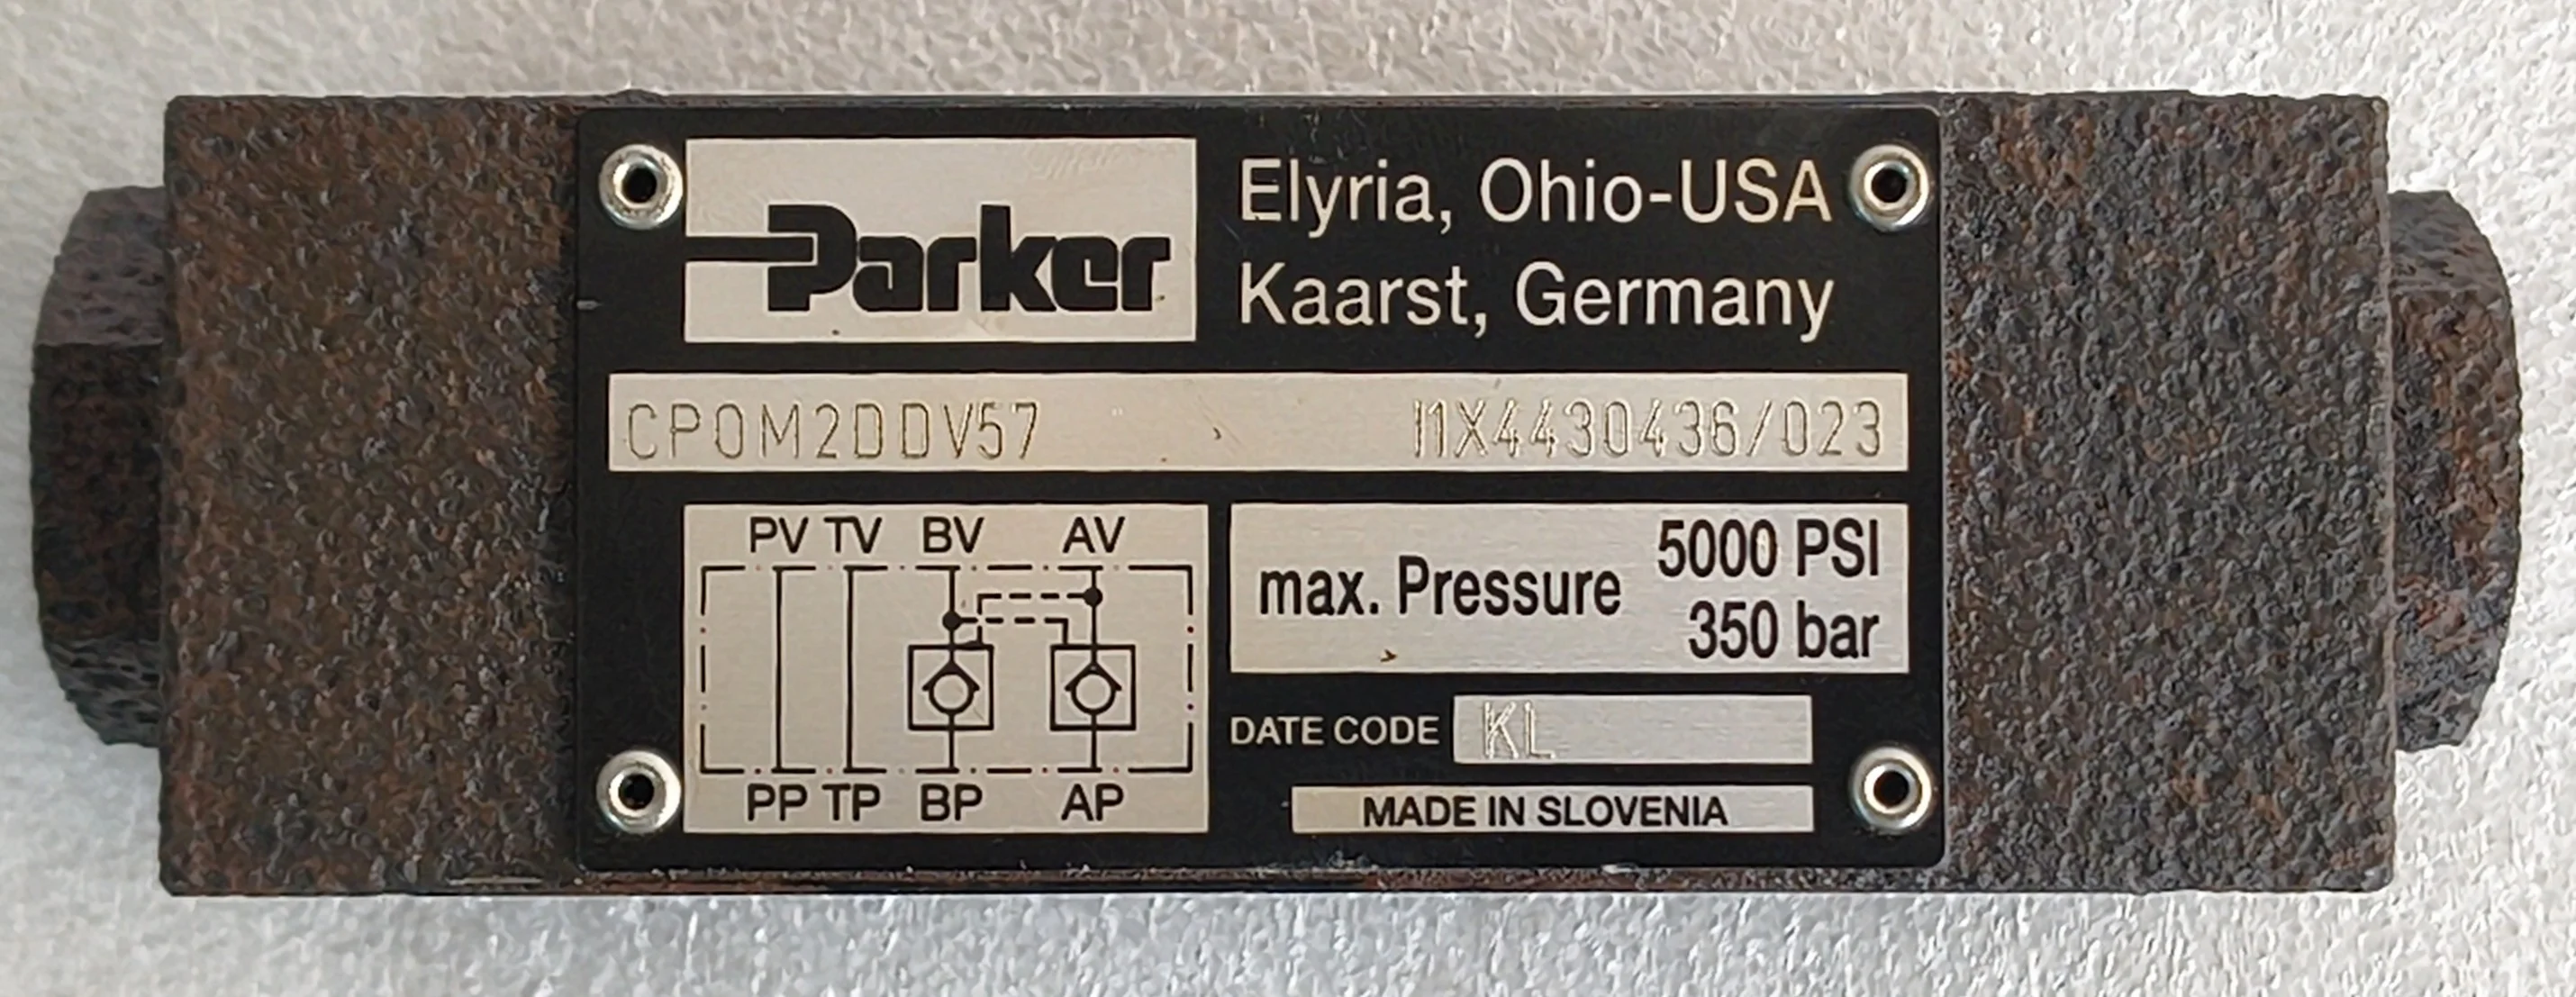 Parker
Elyria, Ohio-USA
Kaarst, Germany
CPOM2DDV57 11X4430436/023
PV TV BV AV
PP TP BP AP
max. Pressure 5000 PSI
350 bar
DATE CODE KL
MADE IN SLOVENIA